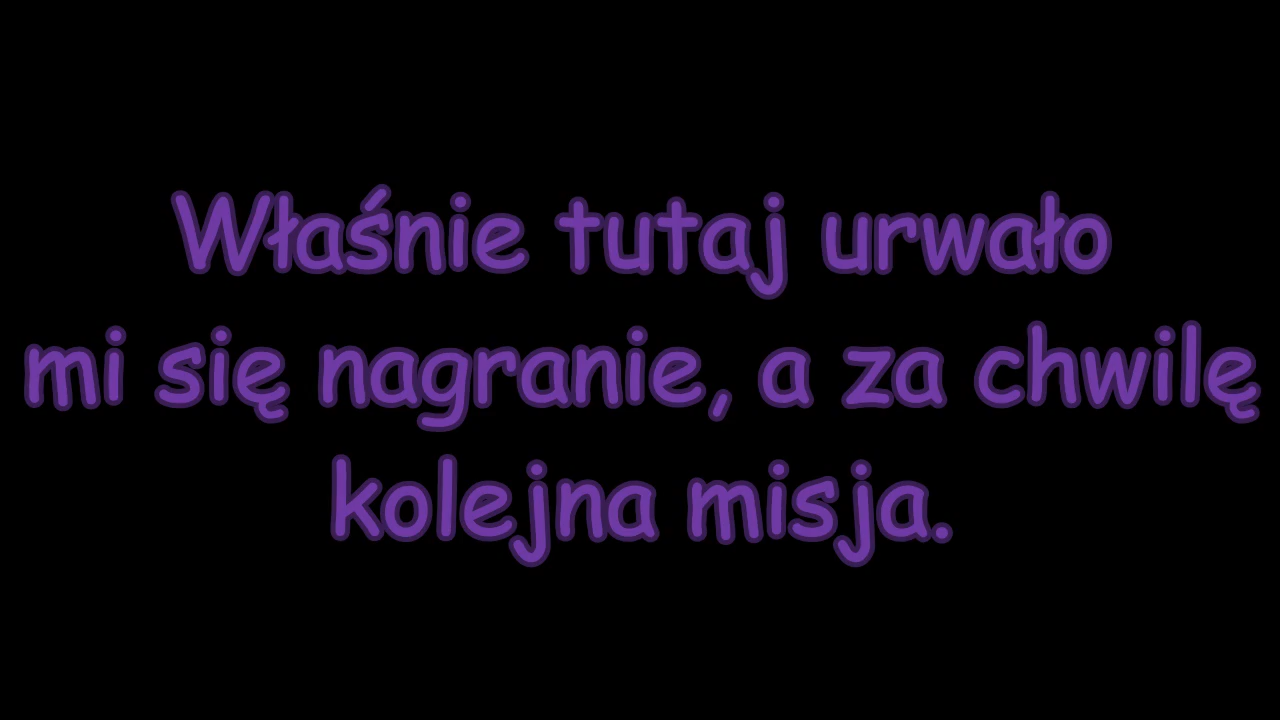 Właśnie tutaj urwało
mi się nagranie, a za chwilę
kolejna misja.